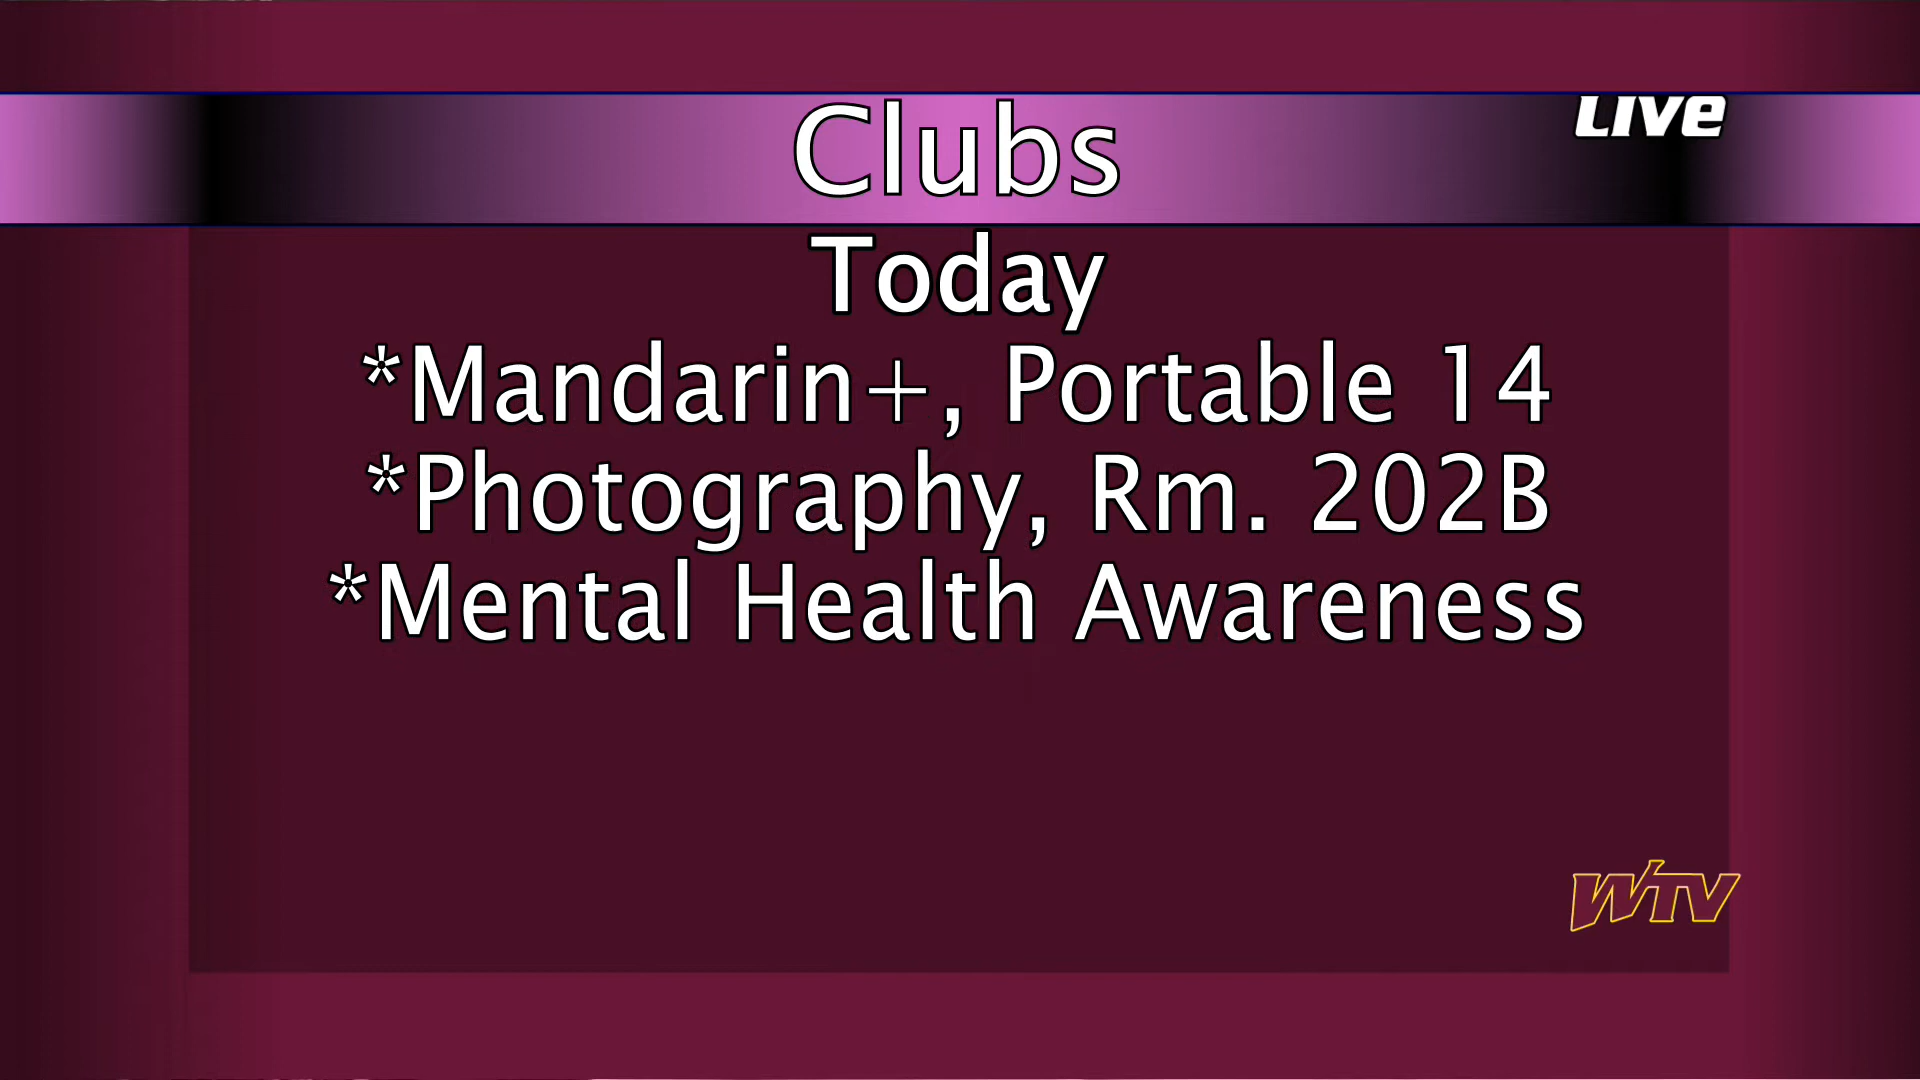 Clubs
LIVE
Today
*Mandarin+, Portable 14
*Photography, Rm. 202B
*Mental Health Awareness
WTV